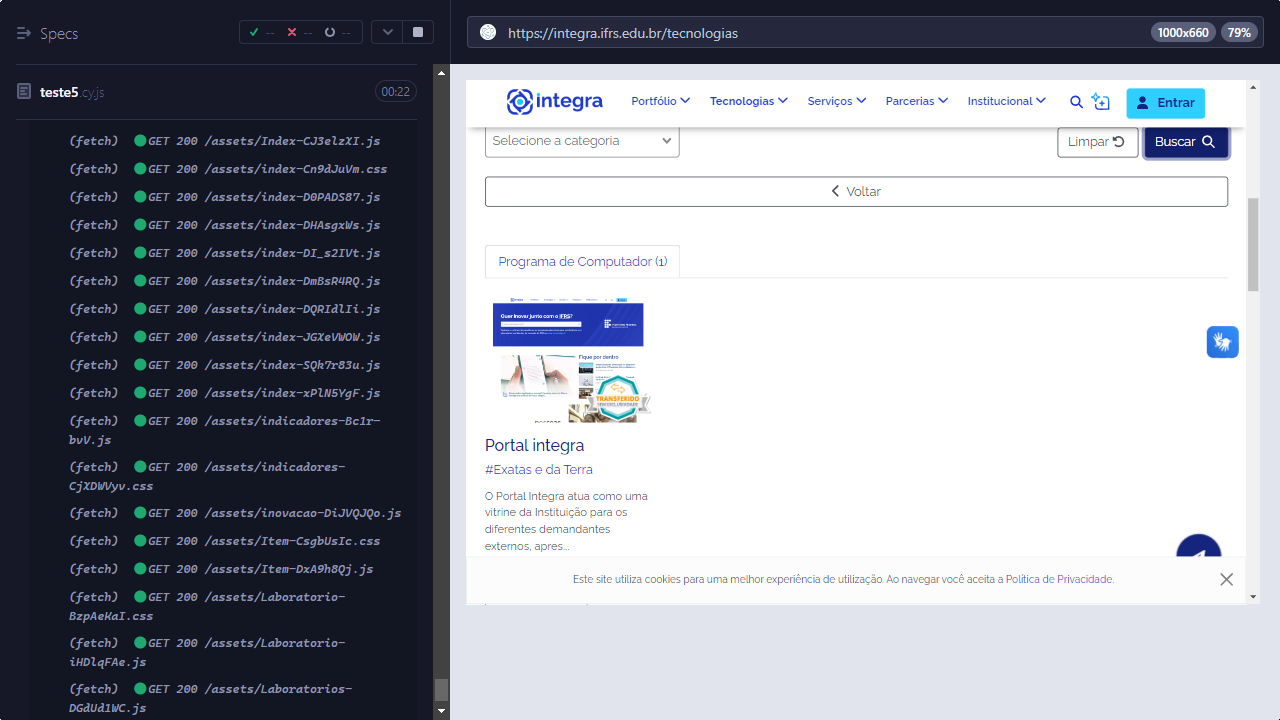 Specs
--
--
--
teste5.cy.js
00:22
(fetch) GET 200 /assets/Index-CJ3elzXI.js
(fetch) GET 200 /assets/index-Cn9dJuVm.css
(fetch) GET 200 /assets/index-D0PADS87.js
(fetch) GET 200 /assets/index-DHAsgxWs.js
(fetch) GET 200 /assets/index-DI_s2IVt.js
(fetch) GET 200 /assets/index-DmBsR4RQ.js
(fetch) GET 200 /assets/index-DQRIdlIi.js
(fetch) GET 200 /assets/index-JGXeVWOW.js
(fetch) GET 200 /assets/index-SQk7m83u.js
(fetch) GET 200 /assets/index-xPlN5YgF.js
(fetch) GET 200 /assets/indicadores-Bc1r-
bvV.js
(fetch) GET 200 /assets/indicadores-
CjXDWVyv.css
(fetch) GET 200 /assets/inovacao-DiJVQJQo.js
(fetch) GET 200 /assets/Item-CsgbUsIc.css
(fetch) GET 200 /assets/Item-DxA9h8Qj.js
(fetch) GET 200 /assets/Laboratorio-
BzpAeKaI.css
(fetch) GET 200 /assets/Laboratorio-
iHDlqFAe.js
(fetch) GET 200 /assets/Laboratorios-
DGdUd1WC.js
https://integra.ifrs.edu.br/tecnologias
1000x660
79%
integra
Portfólio
Tecnologias
Serviços
Parcerias
Institucional
Entrar
Selecione a categoria
Limpar
Buscar
Voltar
Programa de Computador (1)
Quer inovar junto com o IFRS?
Fique por dentro
TRANSFERIDO
SEM EXCLUSIVIDADE
Portal integra
#Exatas e da Terra
O Portal Integra atua como uma
vitrine da Instituição para os
diferentes demandantes
externos, apres...
Este site utiliza cookies para uma melhor experiência de utilização. Ao navegar você aceita a Política de Privacidade.